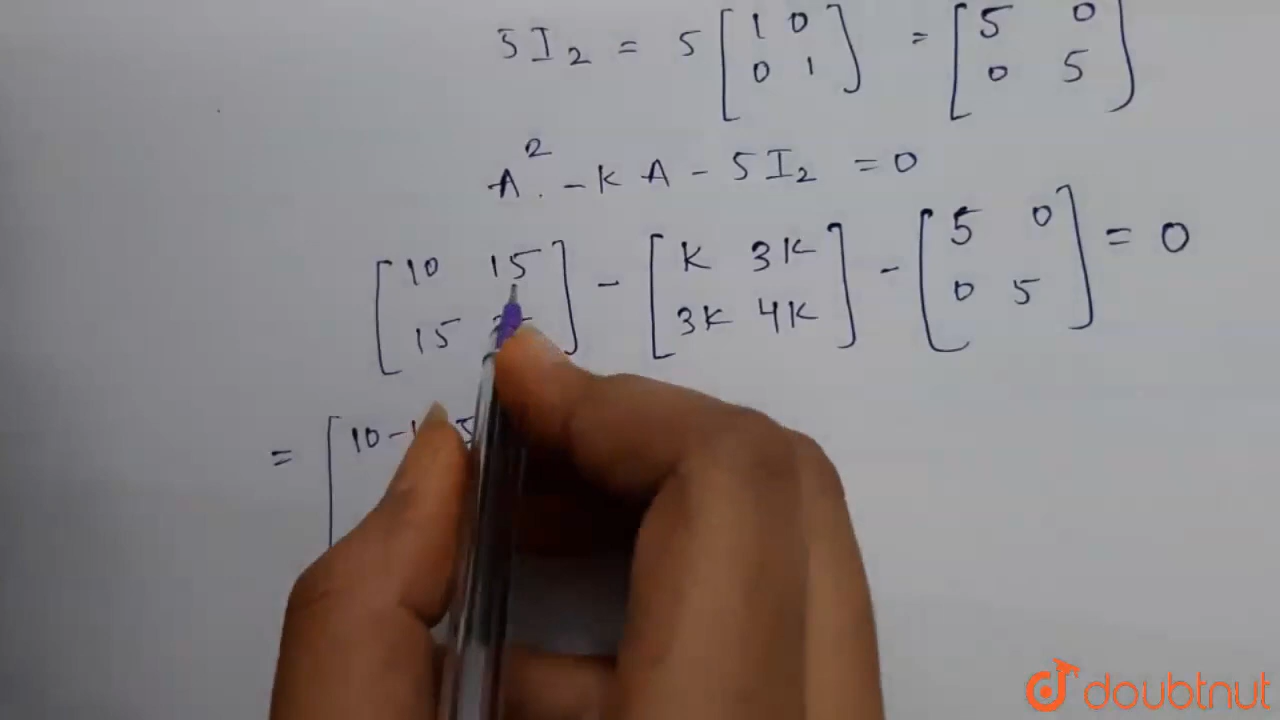 5I₂ = 5 [1 0 0 1] = [5 0 0 5]
A² - KA - 5I₂ = 0
[10 15 15] - [K 3K 3K 4K] - [5 0 0 5] = 0
= [10 -
doubtnut